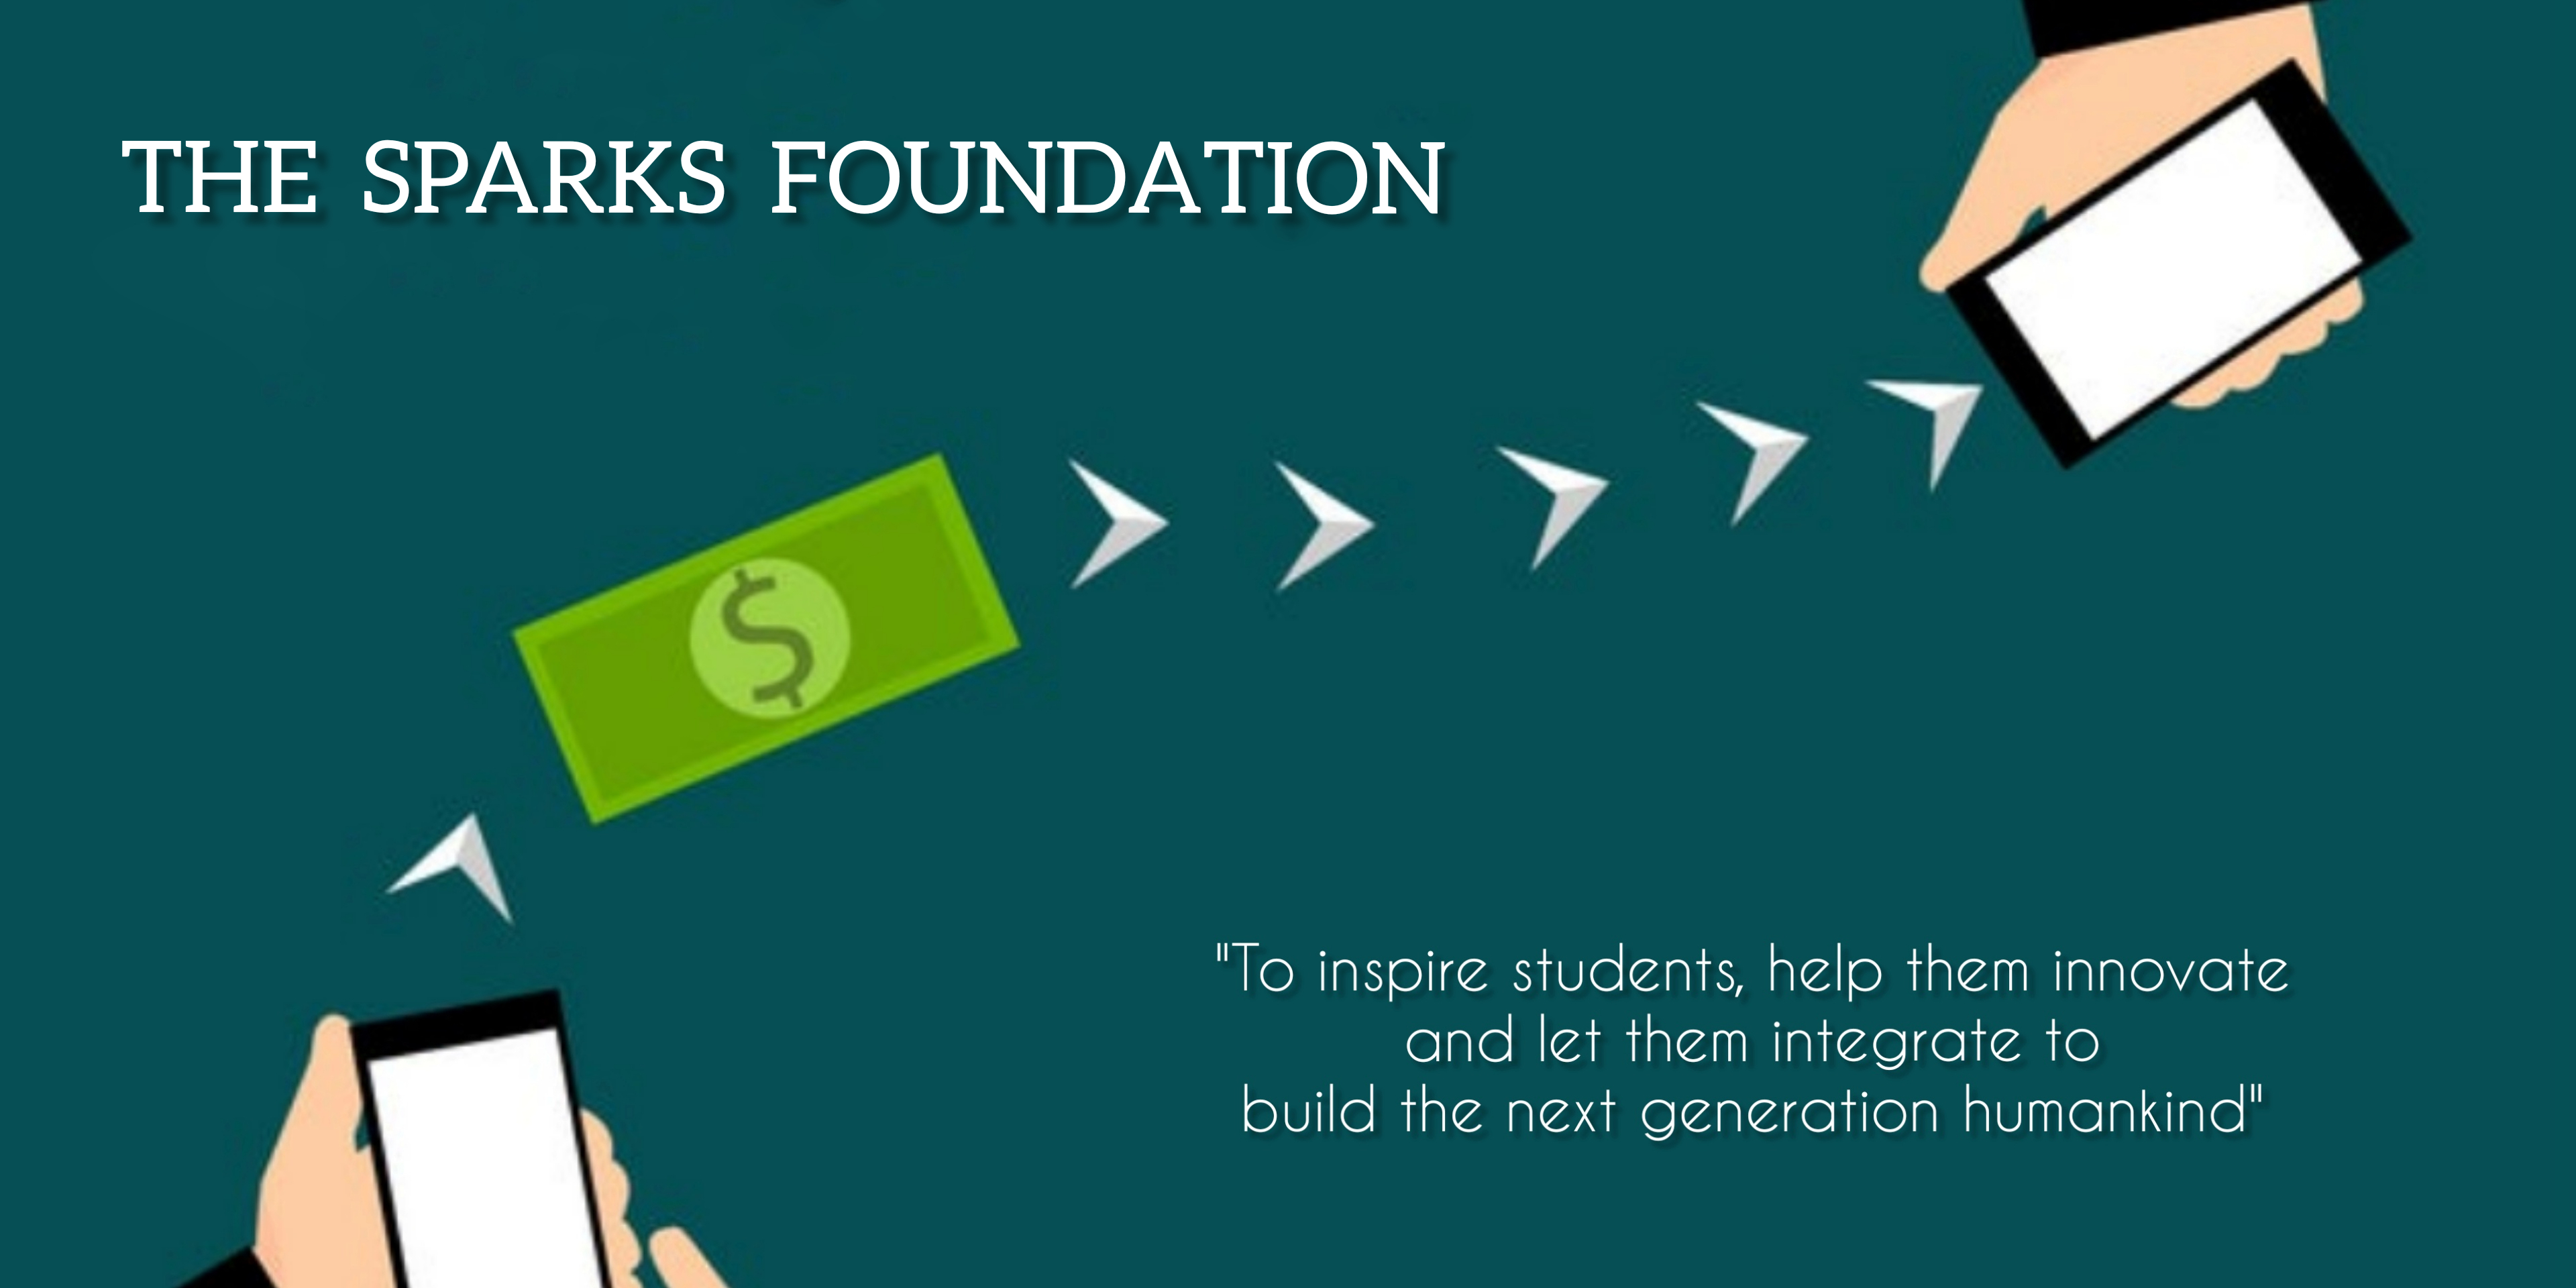 THE SPARKS FOUNDATION
$
"To inspire students, help them innovate
and let them integrate to
build the next generation humankind"